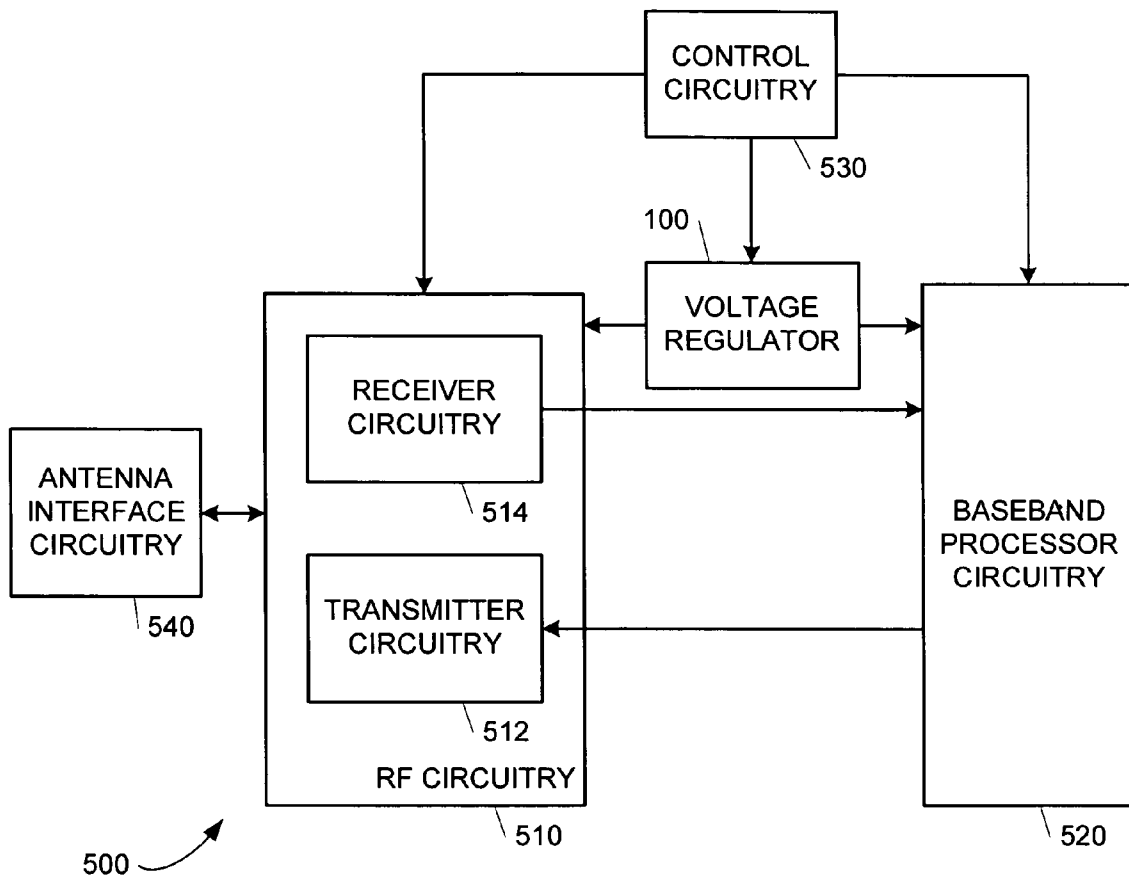 CONTROL
CIRCUITRY
530
100
VOLTAGE
REGULATOR
RECEIVER
CIRCUITRY
514
ANTENNA
INTERFACE
CIRCUITRY
540
BASEBAND
PROCESSOR
CIRCUITRY
TRANSMITTER
CIRCUITRY
512
RF CIRCUITRY
510
520
500